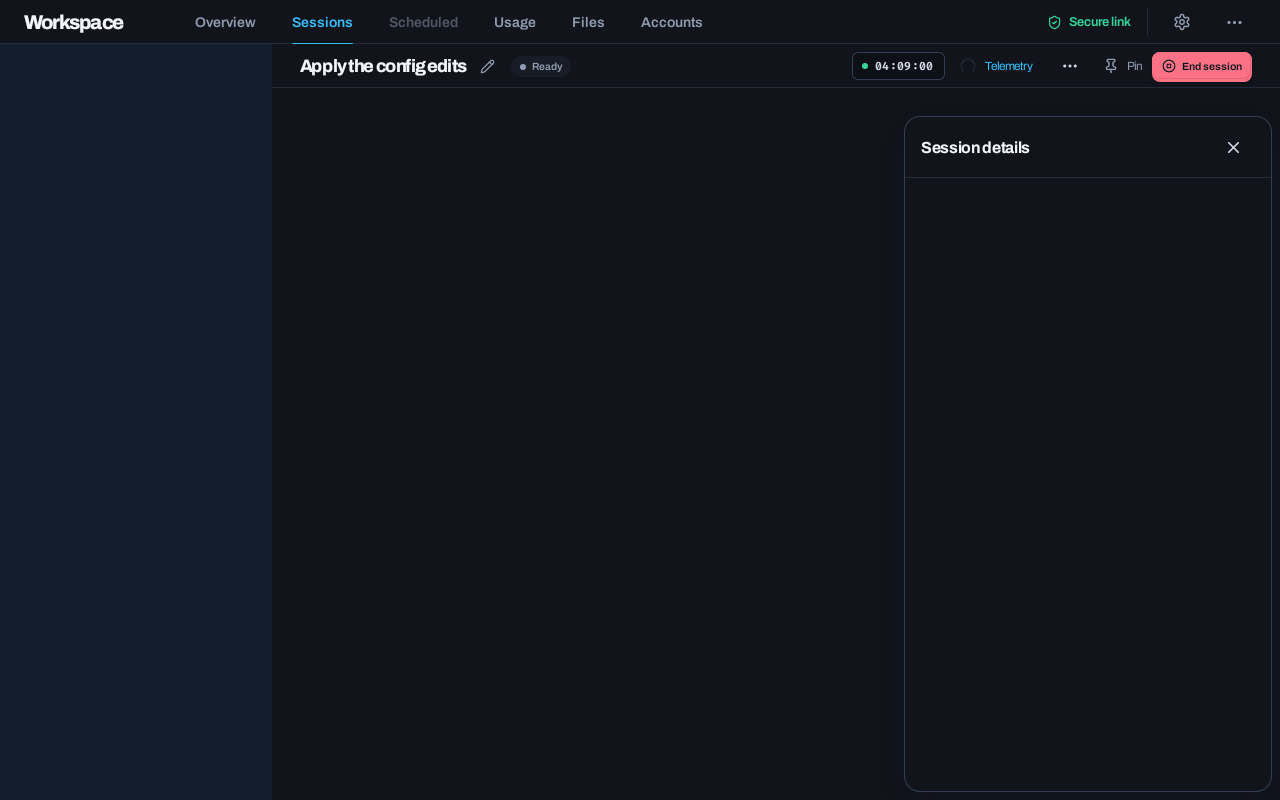 Workspace
Overview
Sessions
Scheduled
Usage
Files
Accounts
Secure link
Apply the config edits
Ready
04:09:00
Telemetry
Pin
End session
Session details